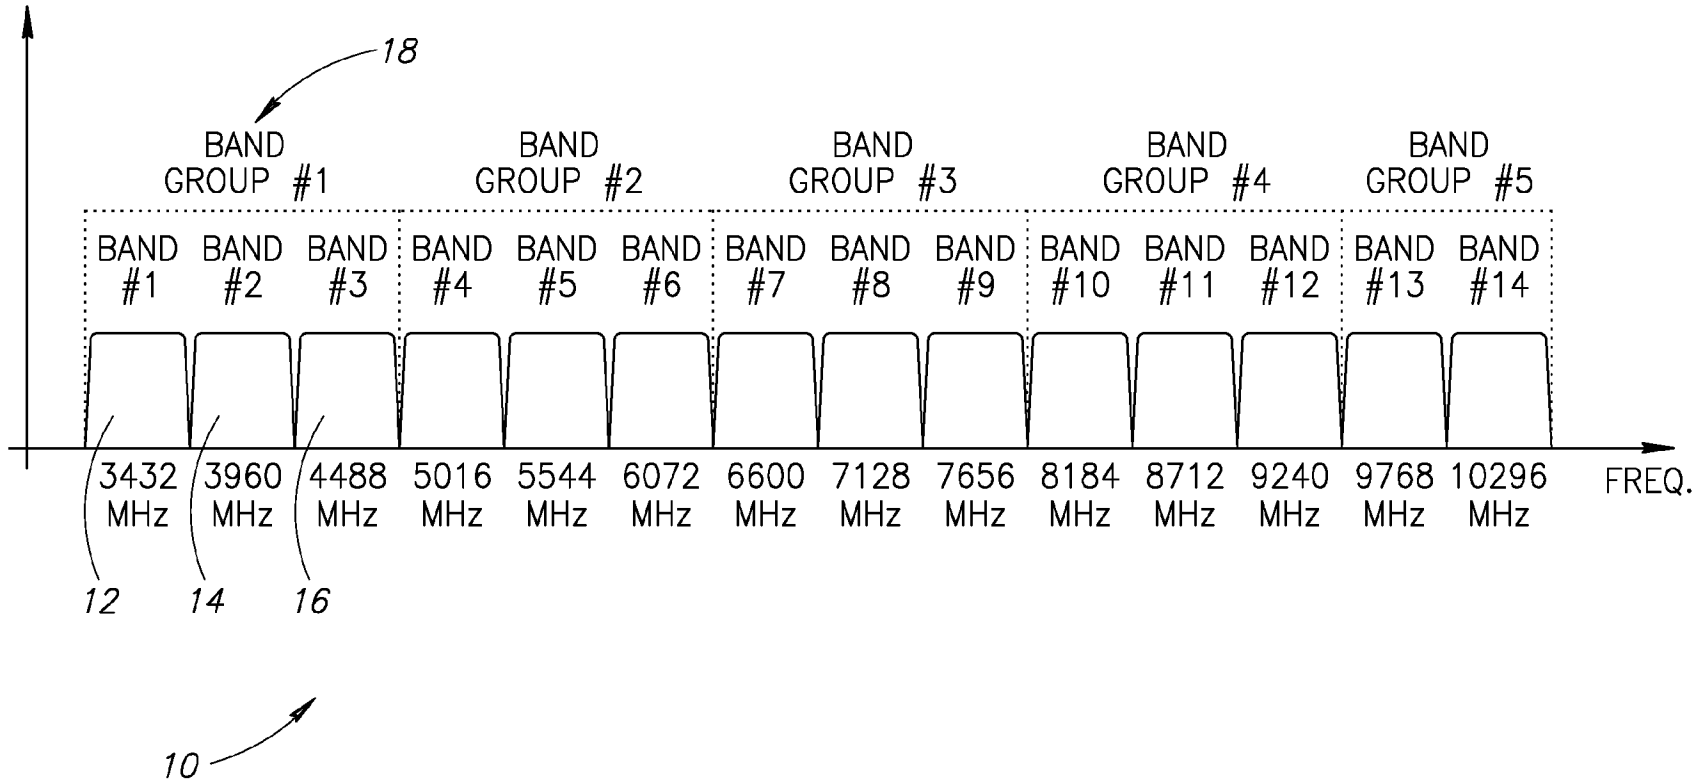 18
BAND GROUP #1
BAND GROUP #2
BAND GROUP #3
BAND GROUP #4
BAND GROUP #5
BAND #1
BAND #2
BAND #3
BAND #4
BAND #5
BAND #6
BAND #7
BAND #8
BAND #9
BAND #10
BAND #11
BAND #12
BAND #13
BAND #14
3432 MHz
3960 MHz
4488 MHz
5016 MHz
5544 MHz
6072 MHz
6600 MHz
7128 MHz
7656 MHz
8184 MHz
8712 MHz
9240 MHz
9768 MHz
10296 MHz
FREQ.
12
14
16
10